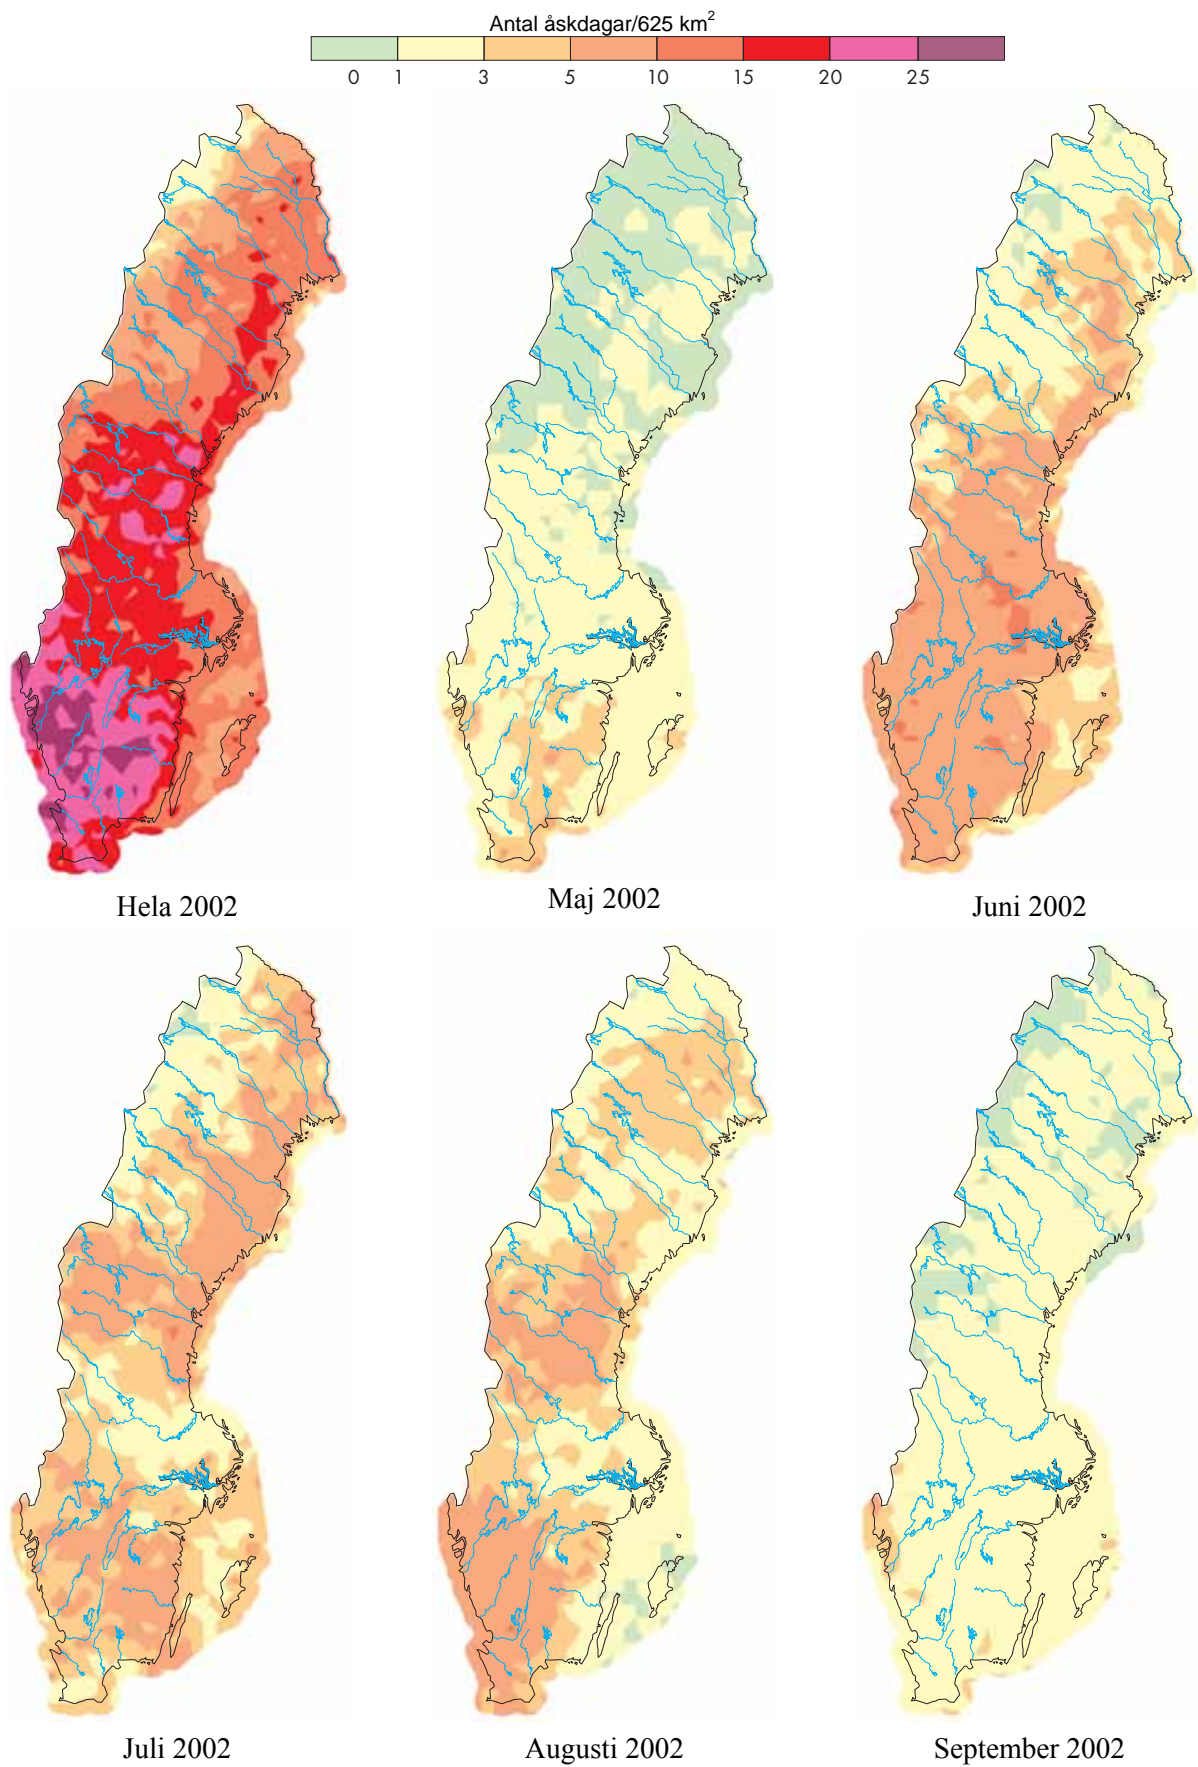 Antal åskdagar/625 km²
0 1 3 5 10 15 20 25
Hela 2002
Maj 2002
Juni 2002
Juli 2002
Augusti 2002
September 2002